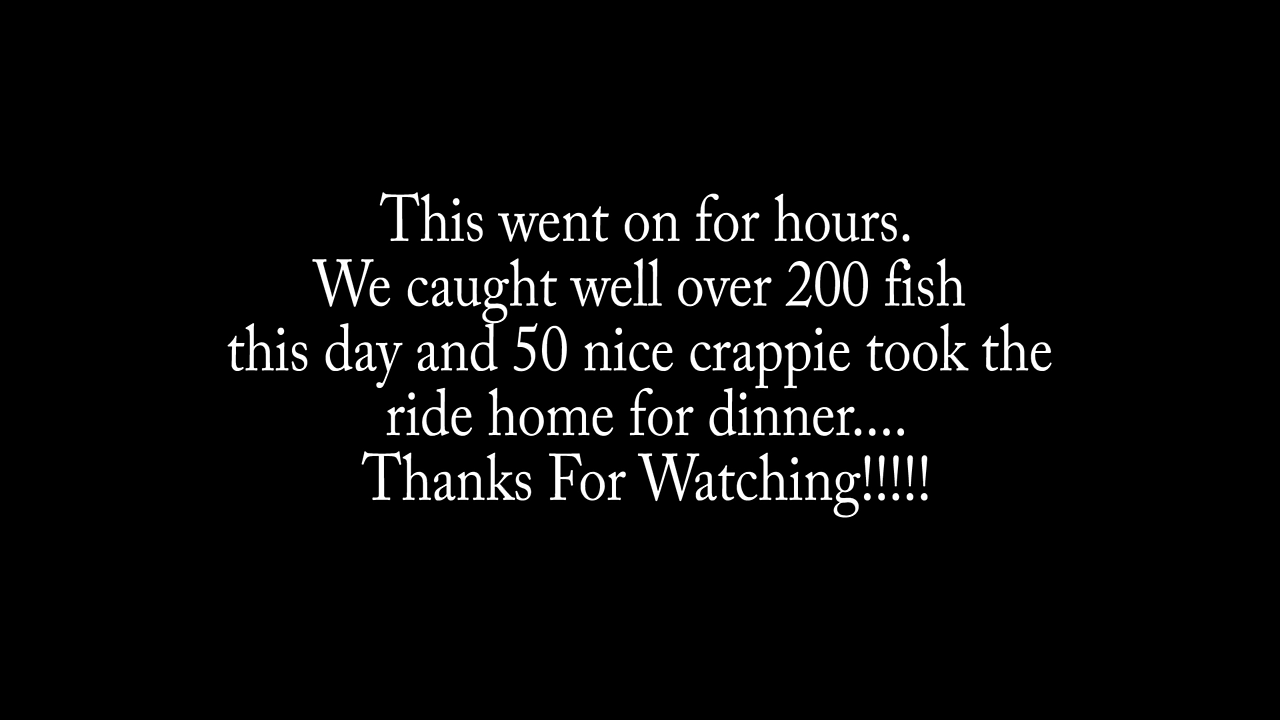 This went on for hours.
We caught well over 200 fish
this day and 50 nice crappie took the
ride home for dinner....
Thanks For Watching!!!!!